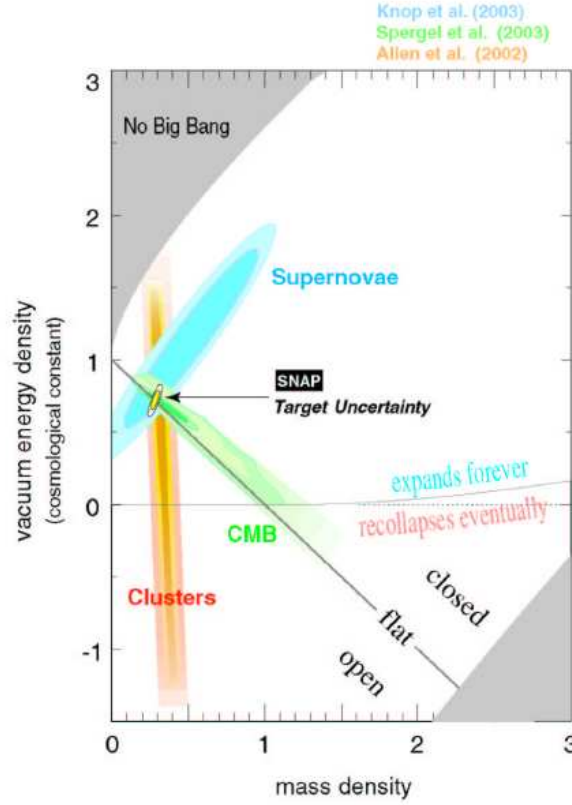 Knop et al. (2003)
Spergel et al. (2003)
Allen et al. (2002)
3
No Big Bang
2
Supernovae
1
SNAP
Target Uncertainty
vacuum energy density
(cosmological constant)
expands forever
0
recollapses eventually
CMB
Clusters
closed
flat
-1
open
0
1
2
3
mass density